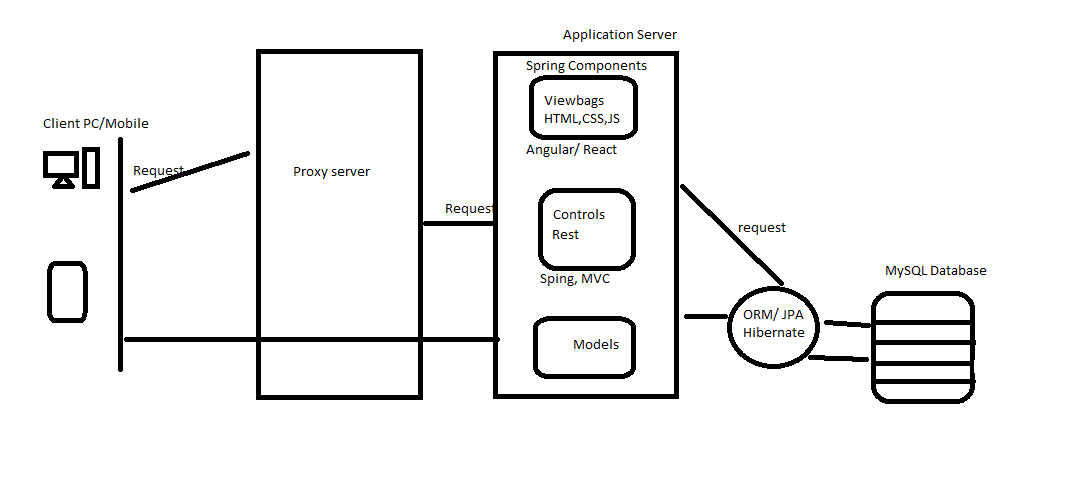 Application Server
Spring Components
Viewbags
HTML,CSS,JS
Angular/ React
Client PC/Mobile
Request
Proxy server
Request
Controls
Rest
Sping, MVC
Models
request
ORM/ JPA
Hibernate
MySQL Database